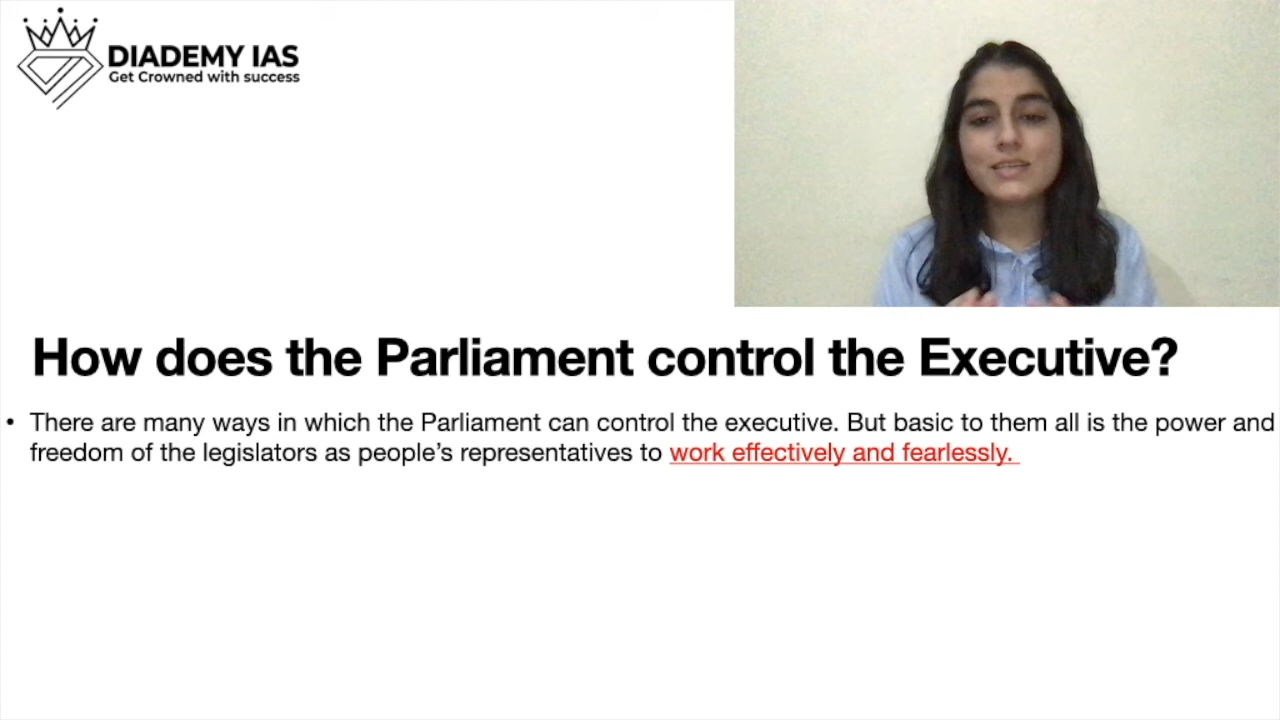 DIADEMY IAS
Get Crowned with success
How does the Parliament control the Executive?
• There are many ways in which the Parliament can control the executive. But basic to them all is the power and
freedom of the legislators as people’s representatives to work effectively and fearlessly.